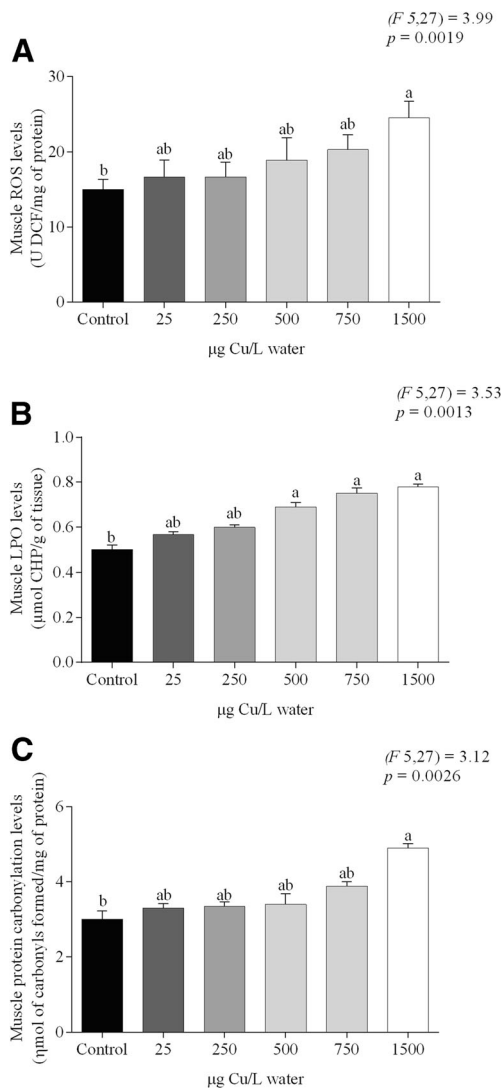 (F 5,27) = 3.99
p = 0.0019
A
Muscle ROS levels
(U DCF/mg of protein)
30
20
10
0
b
ab
ab
ab
ab
a
Control 25 250 500 750 1500
µg Cu/L water
(F 5,27) = 3.53
p = 0.0013
B
Muscle LPO levels
(µmol CHP/g of tissue)
1.0
0.8
0.6
0.4
0.2
0.0
b
ab
ab
a
a
a
Control 25 250 500 750 1500
µg Cu/L water
(F 5,27) = 3.12
p = 0.0026
C
Muscle protein carbonylation levels
(ηmol of carbonyls formed/mg of protein)
6
4
2
0
b
ab
ab
ab
ab
a
Control 25 250 500 750 1500
µg Cu/L water